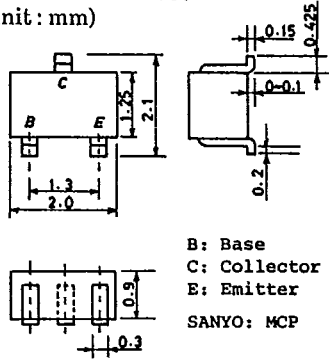 nit : mm)
0.15
0.425
C
1.25
2.1
0~0.1
B
E
1.3
2.0
0.2
B: Base
C: Collector
E: Emitter
SANYO: MCP
0.9
0.3